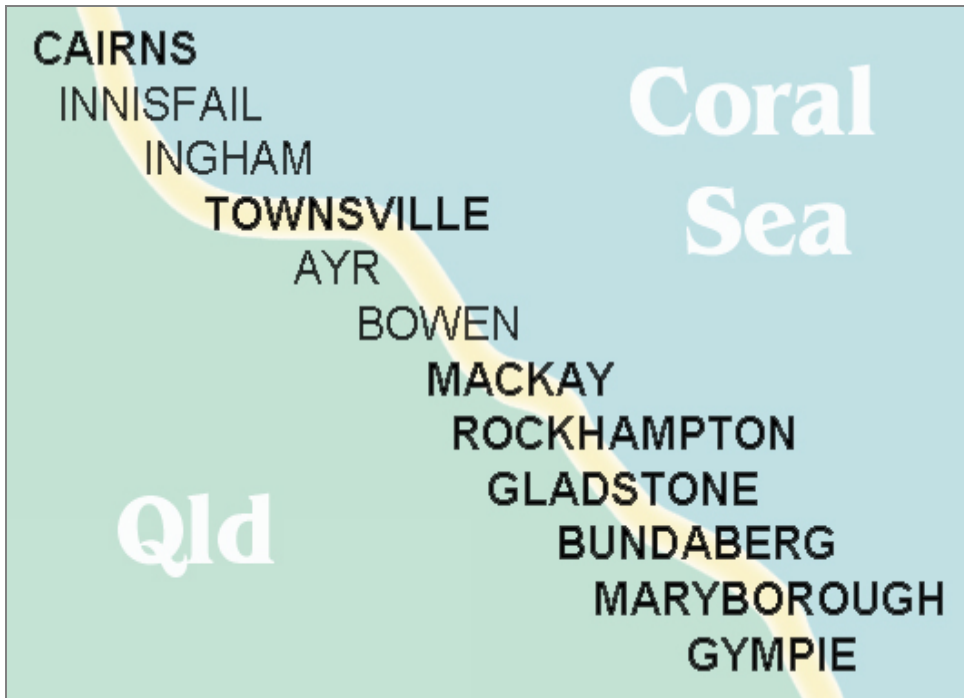 CAIRNS
INNISFAIL
INGHAM
TOWNSVILLE
AYR
BOWEN
MACKAY
ROCKHAMPTON
GLADSTONE
BUNDABERG
MARYBOROUGH
GYMPIE
Coral
Sea
Qld